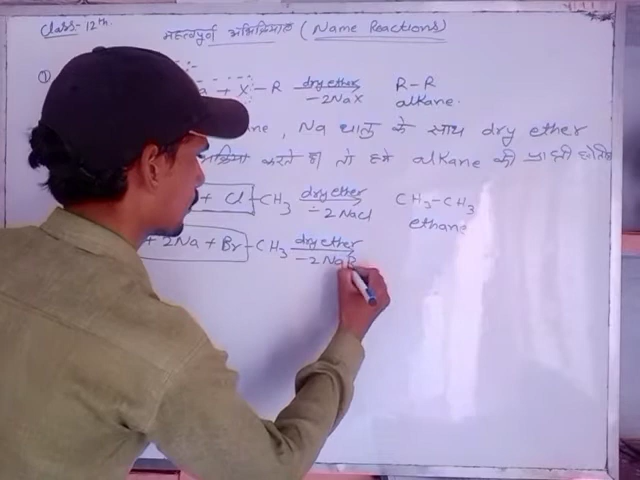 Class-12th.
महत्वपूर्ण अभिक्रियाएं (Name Reactions)
① a + X - R dry ether -2NaX R-R
alkane.
ne, Na धातु के साथ dry ether
क्रिया करते है। तो हमे alkane की प्राप्ती होती है
+ Cl-CH3 dry ether ÷2NaCl CH3-CH3
ethane
+ 2Na + Br-CH3 dry ether -2NaB